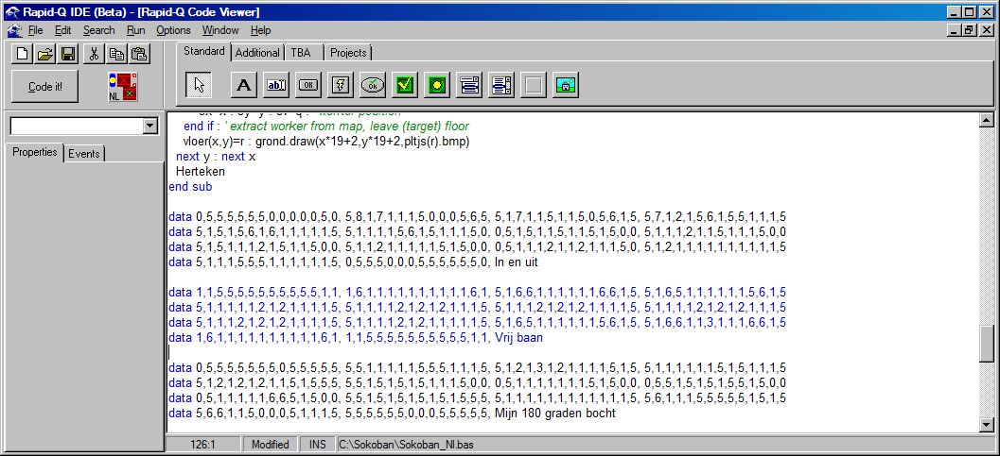 Rapid-Q IDE (Beta) - [Rapid-Q Code Viewer]
File Edit Search Run Options Window Help
Standard Additional TBA Projects
Code it!
NL
A ab OK OK
Properties Events
end if : ' extract worker from map, leave (target) floor
vloer(x,y)=r : grond.draw(x*19+2,y*19+2,pltjs(r).bmp)
next y : next x
Herteken
end sub
data 0,5,5,5,5,5,5,0,0,0,0,0,5,0, 5,8,1,7,1,1,1,5,0,0,0,5,6,5, 5,1,7,1,1,5,1,1,5,0,5,6,1,5, 5,7,1,2,1,5,6,1,5,5,1,1,1,5
data 5,1,5,1,5,6,1,6,1,1,1,1,1,5, 5,1,1,1,1,5,6,1,5,1,1,1,5,0, 0,5,1,5,1,1,5,1,1,5,1,5,0,0, 5,1,1,1,2,1,1,5,1,1,1,5,0,0
data 5,1,5,1,1,1,2,1,5,1,1,5,0,0, 5,1,1,2,1,1,1,1,1,5,1,1,5,0, 0,5,1,1,1,2,1,1,2,1,1,1,5,0, 5,1,2,1,1,1,1,1,1,1,1,1,1,5
data 5,1,1,1,5,5,5,1,1,1,1,1,1,5, 0,5,5,5,0,0,0,5,5,5,5,5,5,0, In en uit
data 1,1,5,5,5,5,5,5,5,5,5,5,1,1, 1,6,1,1,1,1,1,1,1,1,1,1,6,1, 5,1,6,6,1,1,1,1,1,1,6,6,1,5, 5,1,6,5,1,1,1,1,1,1,5,6,1,5
data 5,1,1,1,1,1,2,1,2,1,1,1,1,5, 5,1,1,1,1,2,1,2,1,2,1,1,1,5, 5,1,1,1,2,1,2,1,2,1,1,1,1,5, 5,1,1,1,1,2,1,2,1,2,1,1,1,5
data 5,1,1,1,2,1,2,1,2,1,1,1,1,5, 5,1,1,1,1,2,1,2,1,1,1,1,1,5, 5,1,6,5,1,1,1,1,1,1,5,6,1,5, 5,1,6,6,1,1,3,1,1,1,6,6,1,5
data 1,6,1,1,1,1,1,1,1,1,1,1,6,1, 1,1,5,5,5,5,5,5,5,5,5,5,1,1, Vrij baan
data 0,5,5,5,5,5,5,5,0,5,5,5,5,5, 5,5,1,1,1,1,1,5,5,5,1,1,1,5, 5,1,2,1,3,1,2,1,1,1,1,5,1,5, 5,1,1,1,1,1,1,5,1,5,1,1,1,5
data 5,1,2,1,2,1,2,1,1,5,1,5,5,5, 5,5,1,5,1,5,1,5,1,1,1,5,0,0, 0,5,1,1,1,1,1,1,1,5,1,5,0,0, 0,5,5,1,5,1,5,1,5,5,1,5,0,0
data 0,5,1,1,1,1,1,6,6,5,1,5,0,0, 5,5,1,5,1,5,1,5,1,5,1,5,5,5, 5,1,1,1,1,1,1,1,1,1,1,1,1,5, 5,6,1,1,1,5,5,5,5,5,1,5,1,5
data 5,6,6,1,1,5,0,0,0,5,1,1,1,5, 5,5,5,5,5,5,0,0,0,5,5,5,5,5, Mijn 180 graden bocht
126:1 Modified INS C:\Sokoban\Sokoban_Nl.bas